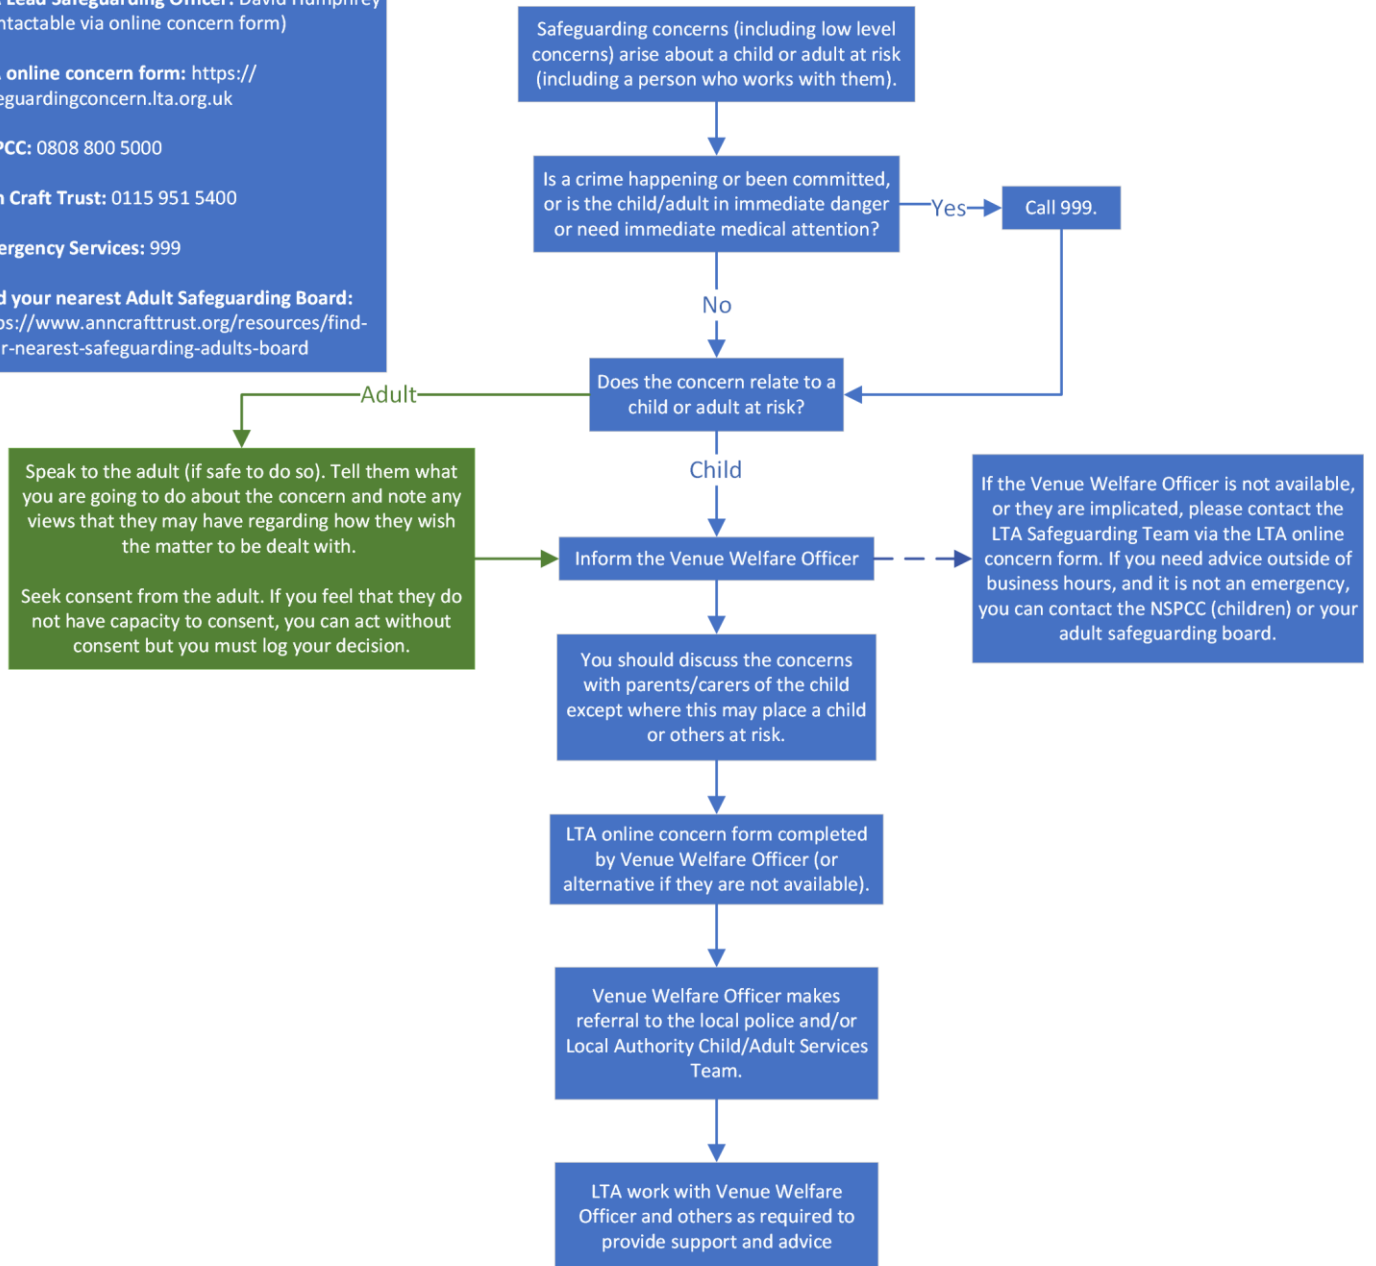 Lead Safeguarding Officer: David Humphrey
contactable via online concern form)
online concern form: https://
safeguardingconcern.lta.org.uk
NSPCC: 0808 800 5000
Craft Trust: 0115 951 5400
Emergency Services: 999
your nearest Adult Safeguarding Board:
https://www.anncrafttrust.org/resources/find-
nearest-safeguarding-adults-board
Safeguarding concerns (including low level
concerns) arise about a child or adult at risk
(including a person who works with them).
Is a crime happening or been committed,
or is the child/adult in immediate danger
or need immediate medical attention?
Yes
Call 999.
No
Does the concern relate to a
child or adult at risk?
Adult
Speak to the adult (if safe to do so). Tell them what
you are going to do about the concern and note any
views that they may have regarding how they wish
the matter to be dealt with.
Seek consent from the adult. If you feel that they do
not have capacity to consent, you can act without
consent but you must log your decision.
Child
Inform the Venue Welfare Officer
If the Venue Welfare Officer is not available,
or they are implicated, please contact the
LTA Safeguarding Team via the LTA online
concern form. If you need advice outside of
business hours, and it is not an emergency,
you can contact the NSPCC (children) or your
adult safeguarding board.
You should discuss the concerns
with parents/carers of the child
except where this may place a child
or others at risk.
LTA online concern form completed
by Venue Welfare Officer (or
alternative if they are not available).
Venue Welfare Officer makes
referral to the local police and/or
Local Authority Child/Adult Services
Team.
LTA work with Venue Welfare
Officer and others as required to
provide support and advice